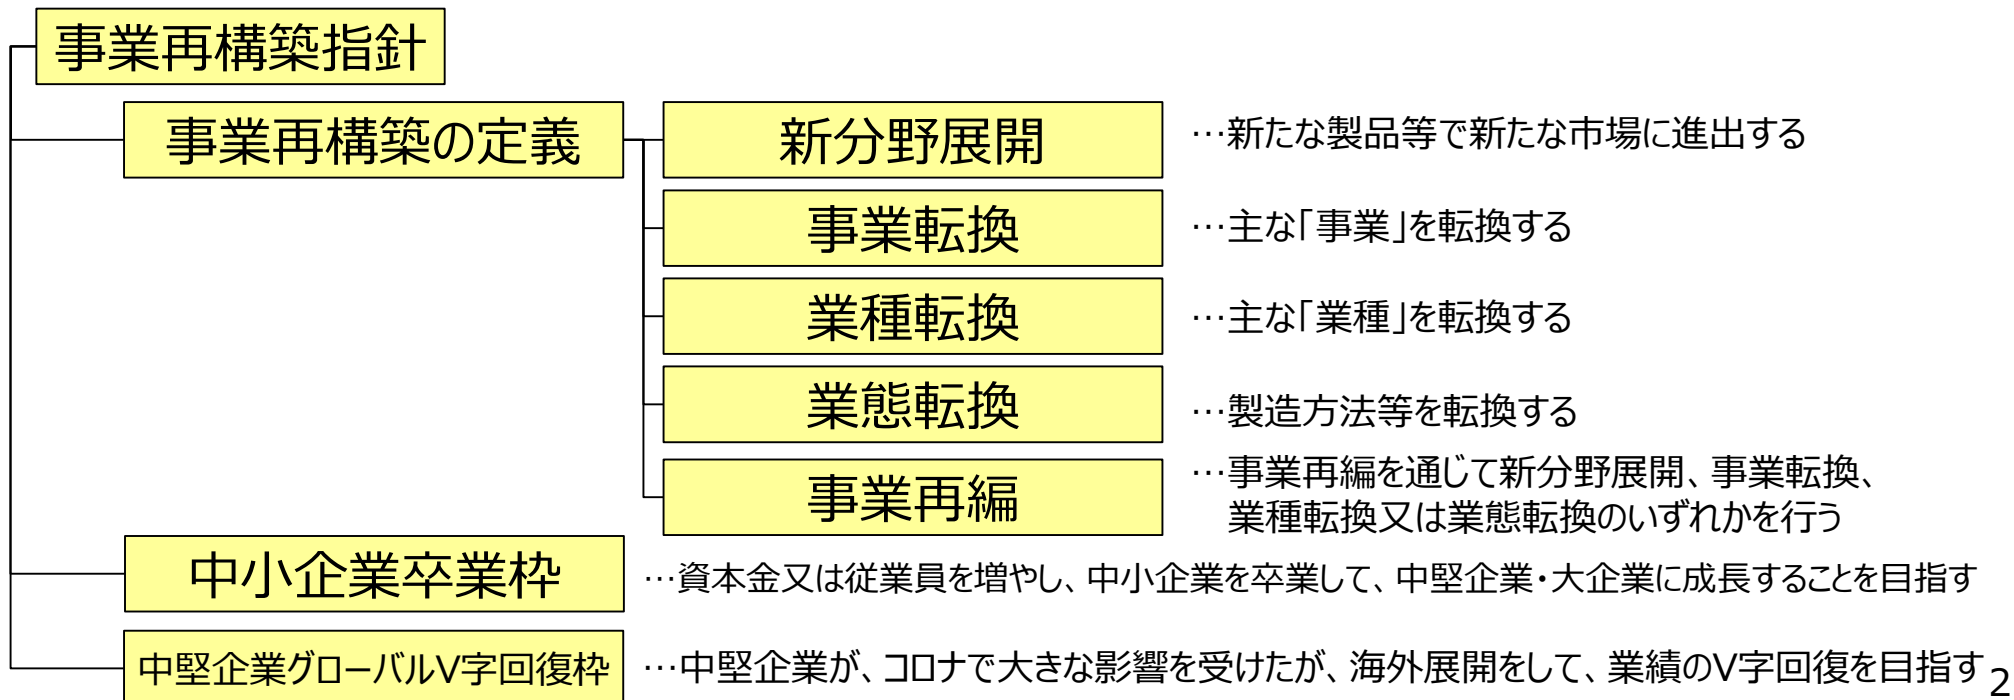 事業再構築指針
事業再構築の定義
新分野展開
…新たな製品等で新たな市場に進出する
事業転換
…主な「事業」を転換する
業種転換
…主な「業種」を転換する
業態転換
…製造方法等を転換する
事業再編
…事業再編を通じて新分野展開、事業転換、
業種転換又は業態転換のいずれかを行う
中小企業卒業枠
…資本金又は従業員を増やし、中小企業を卒業して、中堅企業・大企業に成長することを目指す
中堅企業グローバルV字回復枠
…中堅企業が、コロナで大きな影響を受けたが、海外展開をして、業績のV字回復を目指す
2